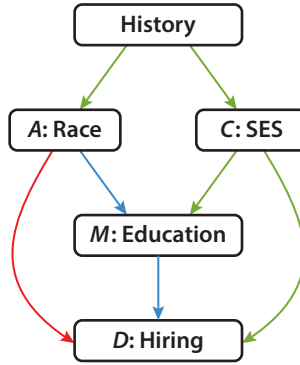 History
A: Race
C: SES
M: Education
D: Hiring